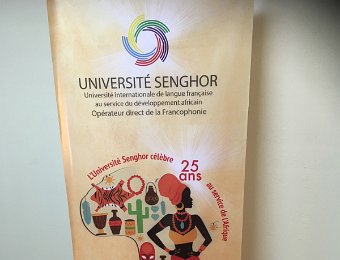 UNIVERSITÉ SENGHOR
Université internationale de langue française
au service du développement africain
Opérateur direct de la Francophonie
L'Université Senghor célèbre
25
ans
au service de l'Afrique